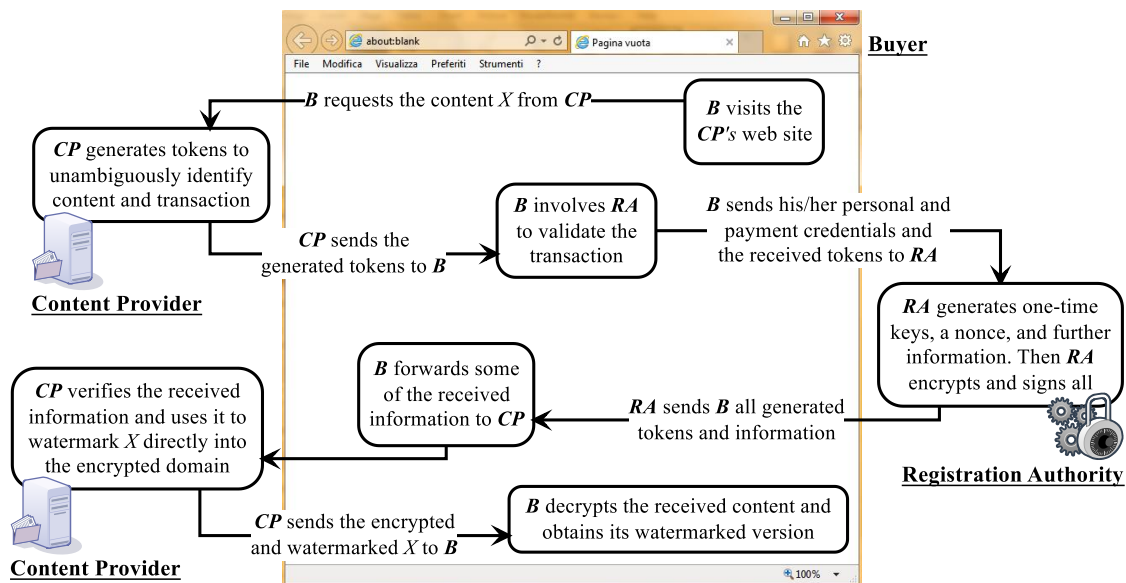 about:blank
Pagina vuota
Buyer
File Modifica Visualizza Preferiti Strumenti ?
B requests the content X from CP
B visits the
CP's web site
CP generates tokens to
unambiguously identify
content and transaction
B involves RA
to validate the
transaction
B sends his/her personal and
payment credentials and
the received tokens to RA
CP sends the
generated tokens to B
Content Provider
RA generates one-time
keys, a nonce, and further
information. Then RA
encrypts and signs all
B forwards some
of the received
information to CP
CP verifies the received
information and uses it to
watermark X directly into
the encrypted domain
RA sends B all generated
tokens and information
Registration Authority
B decrypts the received content and
obtains its watermarked version
CP sends the encrypted
and watermarked X to B
Content Provider
100%